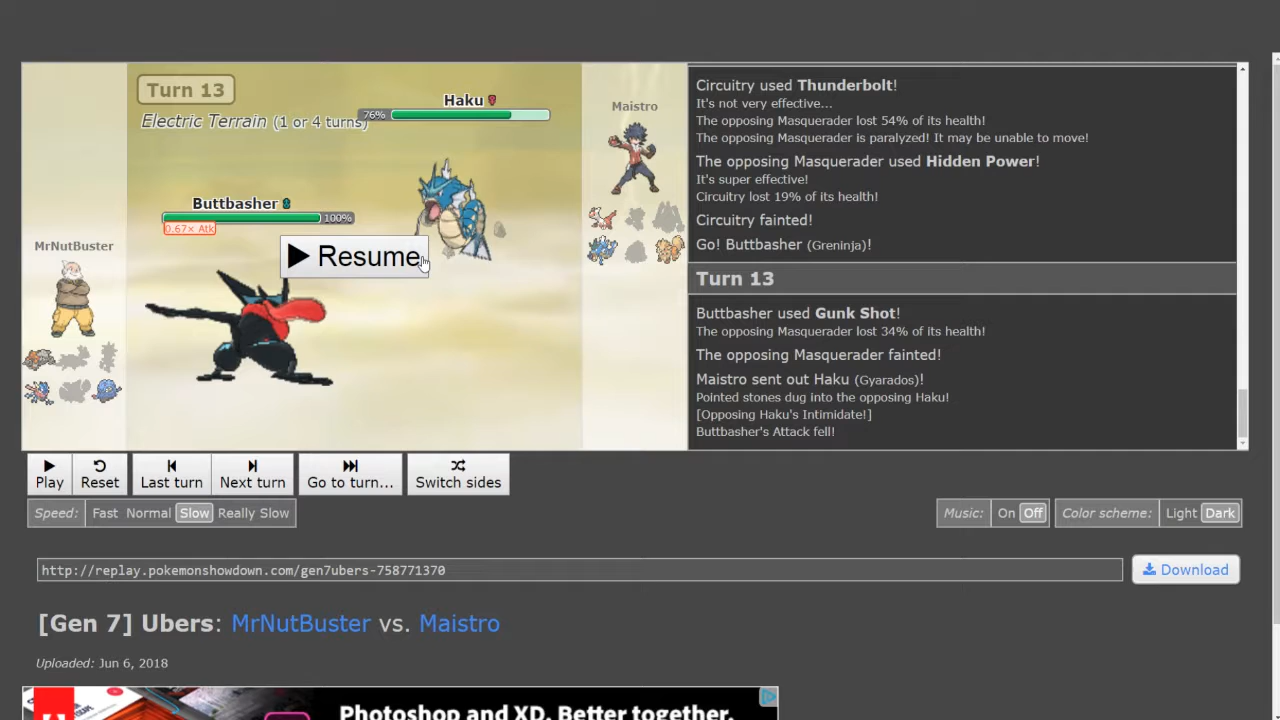 Turn 13
Electric Terrain (1 or 4 turns)
Haku
76%
Buttbasher
100%
0.67× Atk
Resume
MrNutBuster
Maistro
Circuitry used Thunderbolt!
It's not very effective...
The opposing Masquerader lost 54% of its health!
The opposing Masquerader is paralyzed! It may be unable to move!
The opposing Masquerader used Hidden Power!
It's super effective!
Circuitry lost 19% of its health!
Circuitry fainted!
Go! Buttbasher (Greninja)!
Turn 13
Buttbasher used Gunk Shot!
The opposing Masquerader lost 34% of its health!
The opposing Masquerader fainted!
Maistro sent out Haku (Gyarados)!
Pointed stones dug into the opposing Haku!
[Opposing Haku's Intimidate!]
Buttbasher's Attack fell!
Play Reset Last turn Next turn Go to turn... Switch sides
Speed: Fast Normal Slow Really Slow
Music: On Off Color scheme: Light Dark
http://replay.pokemonshowdown.com/gen7ubers-758771370
Download
[Gen 7] Ubers: MrNutBuster vs. Maistro
Uploaded: Jun 6, 2018
Photoshop and XD. Better together.